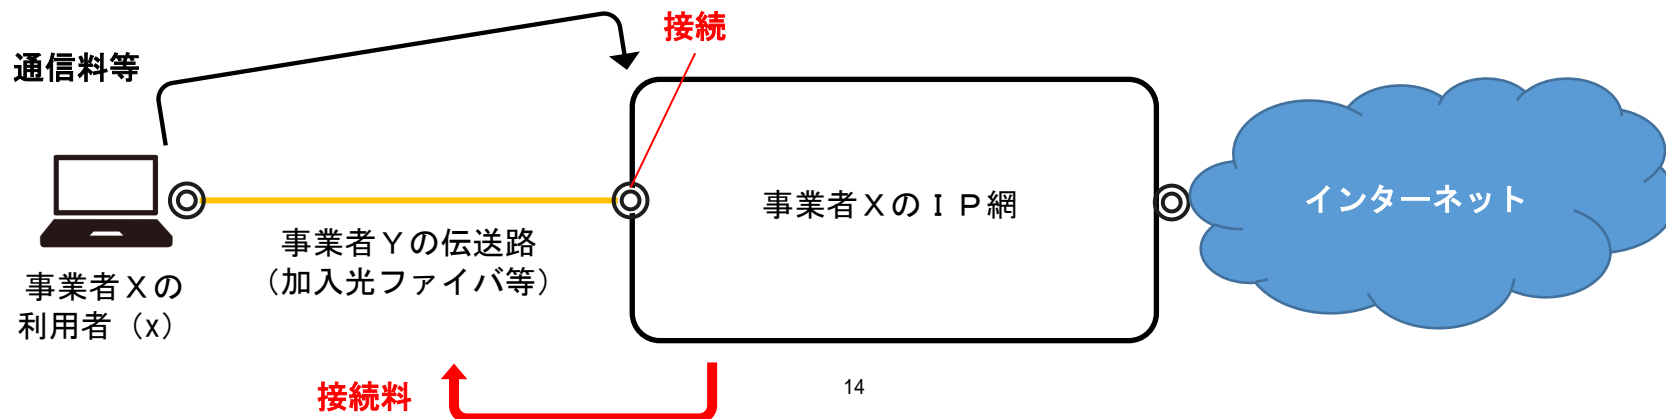 接続
通信料等
事業者XのIP網
インターネット
事業者Yの伝送路
(加入光ファイバ等)
事業者Xの
利用者(x)
接続料
14